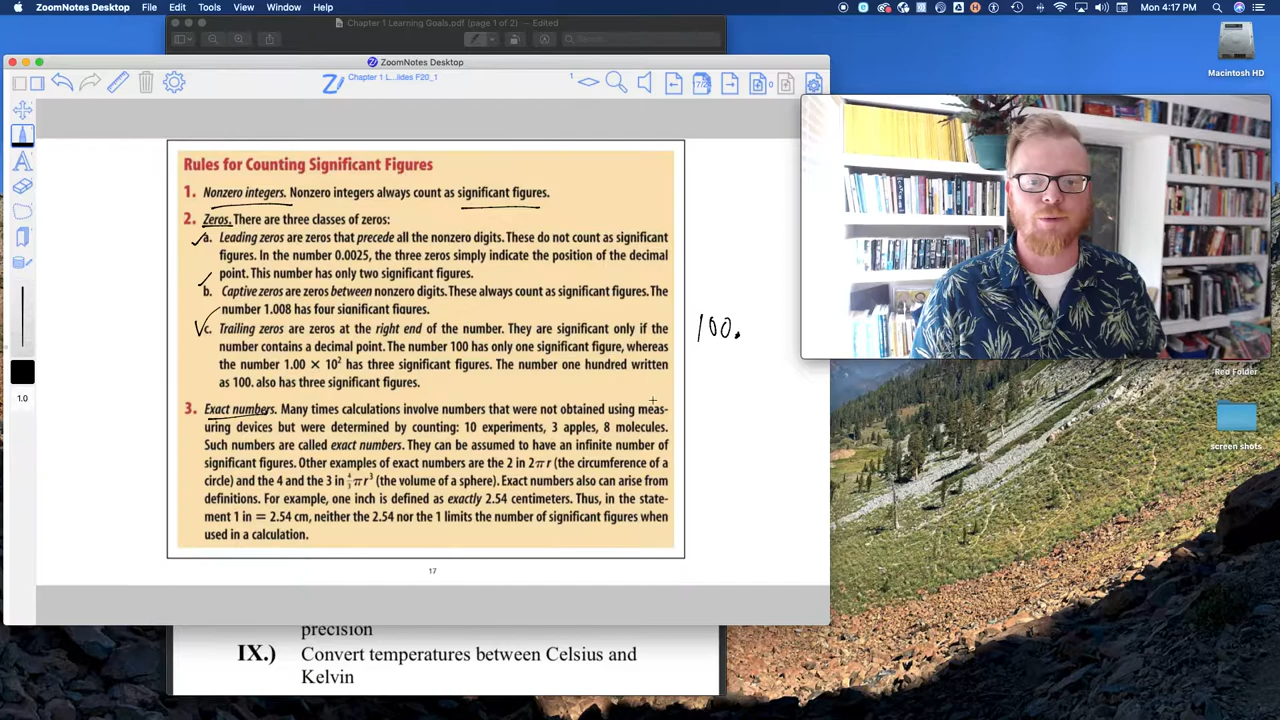 ZoomNotes Desktop File Edit Tools View Window Help
Mon 4:17 PM
Chapter 1 Learning Goals.pdf (page 1 of 2) — Edited
Search
ZoomNotes Desktop
Chapter 1 L...lides F20_1
1
17/2
0
Macintosh HD
Rules for Counting Significant Figures
1. Nonzero integers. Nonzero integers always count as significant figures.
2. Zeros. There are three classes of zeros:
a. Leading zeros are zeros that precede all the nonzero digits. These do not count as significant
figures. In the number 0.0025, the three zeros simply indicate the position of the decimal
point. This number has only two significant figures.
b. Captive zeros are zeros between nonzero digits. These always count as significant figures. The
number 1.008 has four significant figures.
c. Trailing zeros are zeros at the right end of the number. They are significant only if the
number contains a decimal point. The number 100 has only one significant figure, whereas
the number 1.00 × 10² has three significant figures. The number one hundred written
as 100. also has three significant figures.
100.
3. Exact numbers. Many times calculations involve numbers that were not obtained using meas-
uring devices but were determined by counting: 10 experiments, 3 apples, 8 molecules.
Such numbers are called exact numbers. They can be assumed to have an infinite number of
significant figures. Other examples of exact numbers are the 2 in 2πr (the circumference of a
circle) and the 4 and the 3 in 4/3 πr³ (the volume of a sphere). Exact numbers also can arise from
definitions. For example, one inch is defined as exactly 2.54 centimeters. Thus, in the state-
ment 1 in = 2.54 cm, neither the 2.54 nor the 1 limits the number of significant figures when
used in a calculation.
17
1.0
Red Folder
screen shots
precision
IX.) Convert temperatures between Celsius and
Kelvin